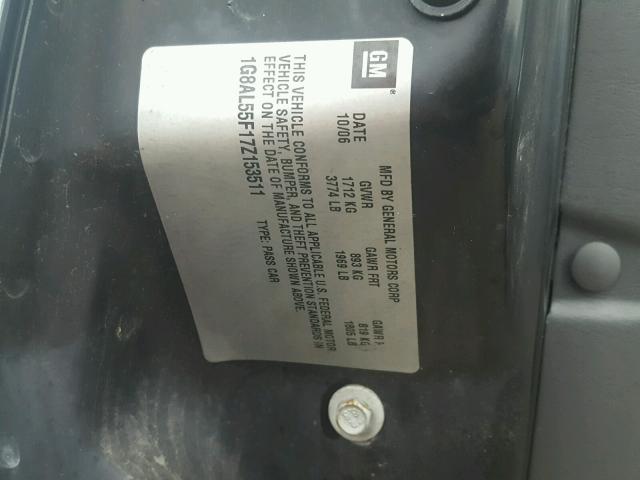 GM
MFD BY GENERAL MOTORS CORP
DATE GVWR GAWR FRT GAWR
10/06 1712 KG 893 KG 819 KG
3774 LB 1969 LB 1805 LB
THIS VEHICLE CONFORMS TO ALL APPLICABLE U.S. FEDERAL MOTOR
VEHICLE SAFETY, BUMPER, AND THEFT PREVENTION STANDARDS IN
EFFECT ON THE DATE OF MANUFACTURE SHOWN ABOVE.
1G8AL55F17Z153511 TYPE: PASS CAR